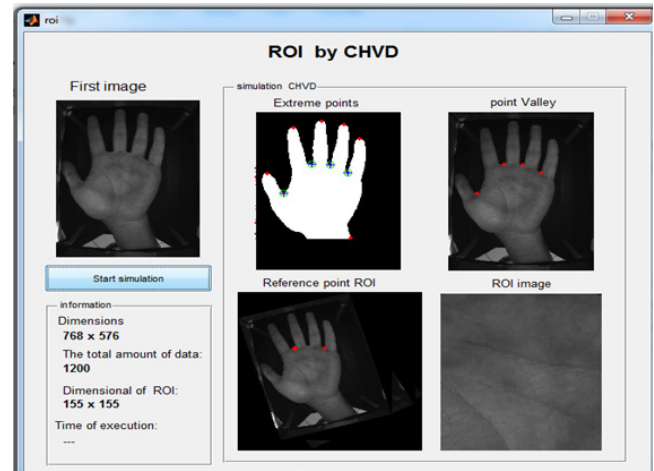 roi
ROI by CHVD
First image
simulation CHVD
Extreme points
point Valley
Start simulation
Reference point ROI
ROI image
information
Dimensions
768 x 576
The total amount of data:
1200
Dimensional of ROI:
155 x 155
Time of execution:
---